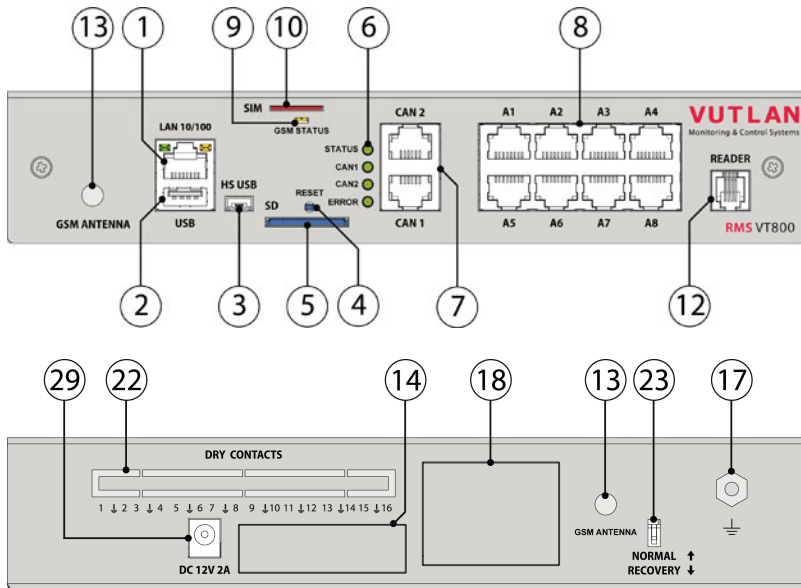 13 1 9 10 6 8
SIM
GSM STATUS
LAN 10/100
USB
GSM ANTENNA
HS USB
SD
RESET
STATUS
CAN1
CAN2
ERROR
CAN 2
CAN 1
A1 A2 A3 A4
A5 A6 A7 A8
VUTLAN
Monitoring & Control Systems
READER
RMS VT800
2 3 5 4 7 12
29 22 14 18 13 23 17
DRY CONTACTS
1 2 3 4 5 6 7 8 9 10 11 12 13 14 15 16
DC 12V 2A
GSM ANTENNA
NORMAL ↑
RECOVERY ↓